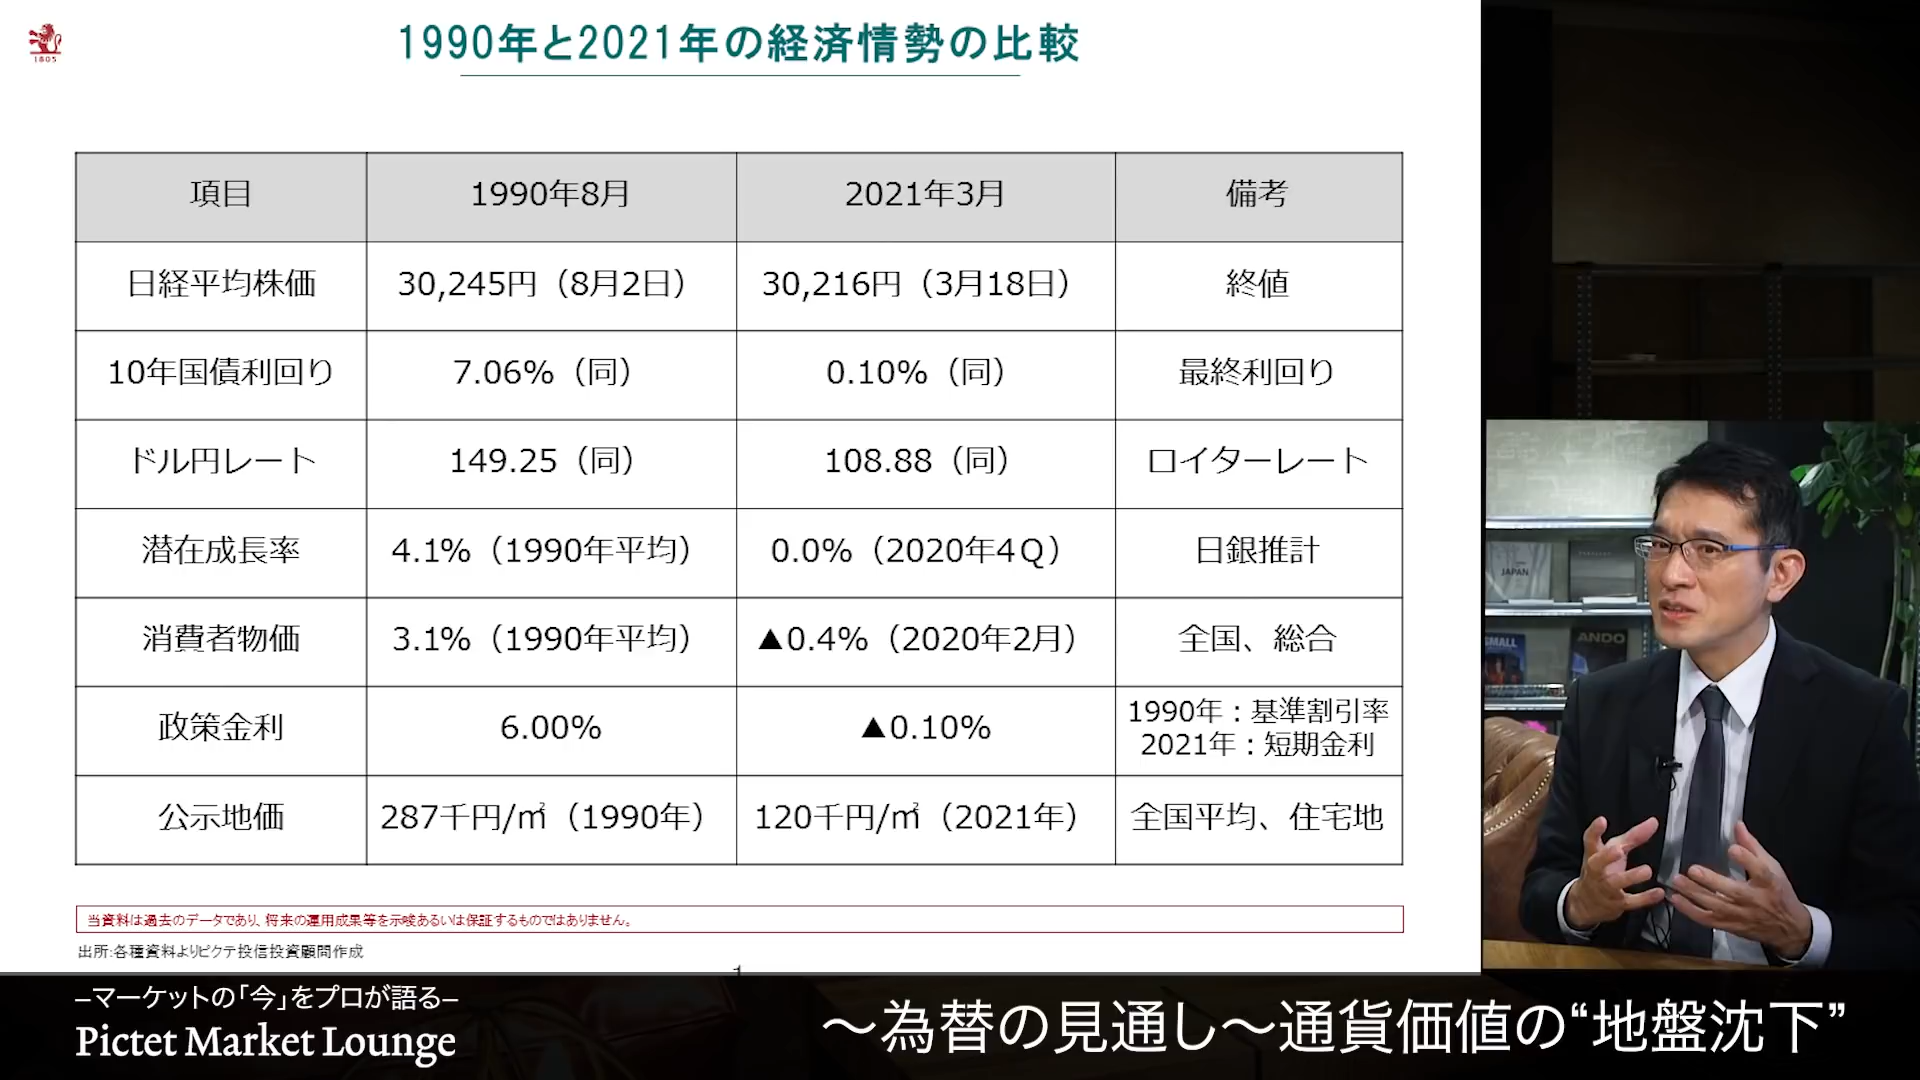 1805
1990年と2021年の経済情勢の比較
項目 1990年8月 2021年3月 備考
日経平均株価 30,245円（8月2日） 30,216円（3月18日） 終値
10年国債利回り 7.06%（同） 0.10%（同） 最終利回り
ドル円レート 149.25（同） 108.88（同） ロイターレート
潜在成長率 4.1%（1990年平均） 0.0%（2020年4Ｑ） 日銀推計
消費者物価 3.1%（1990年平均） ▲0.4%（2020年2月） 全国、総合
政策金利 6.00% ▲0.10% 1990年：基準割引率
2021年：短期金利
公示地価 287千円/㎡（1990年） 120千円/㎡（2021年） 全国平均、住宅地
当資料は過去のデータであり、将来の運用成果等を示唆あるいは保証するものではありません。
出所:各種資料よりピクテ投信投資顧問作成
JAPAN
SMALL
ANDO
–マーケットの「今」をプロが語る–
Pictet Market Lounge
～為替の見通し～通貨価値の“地盤沈下”